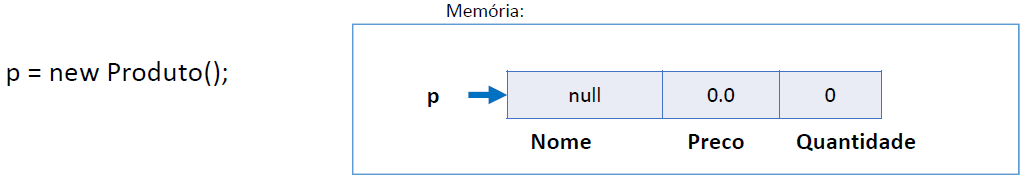 Memória:
p = new Produto();
p
null 0.0 0
Nome Preco Quantidade